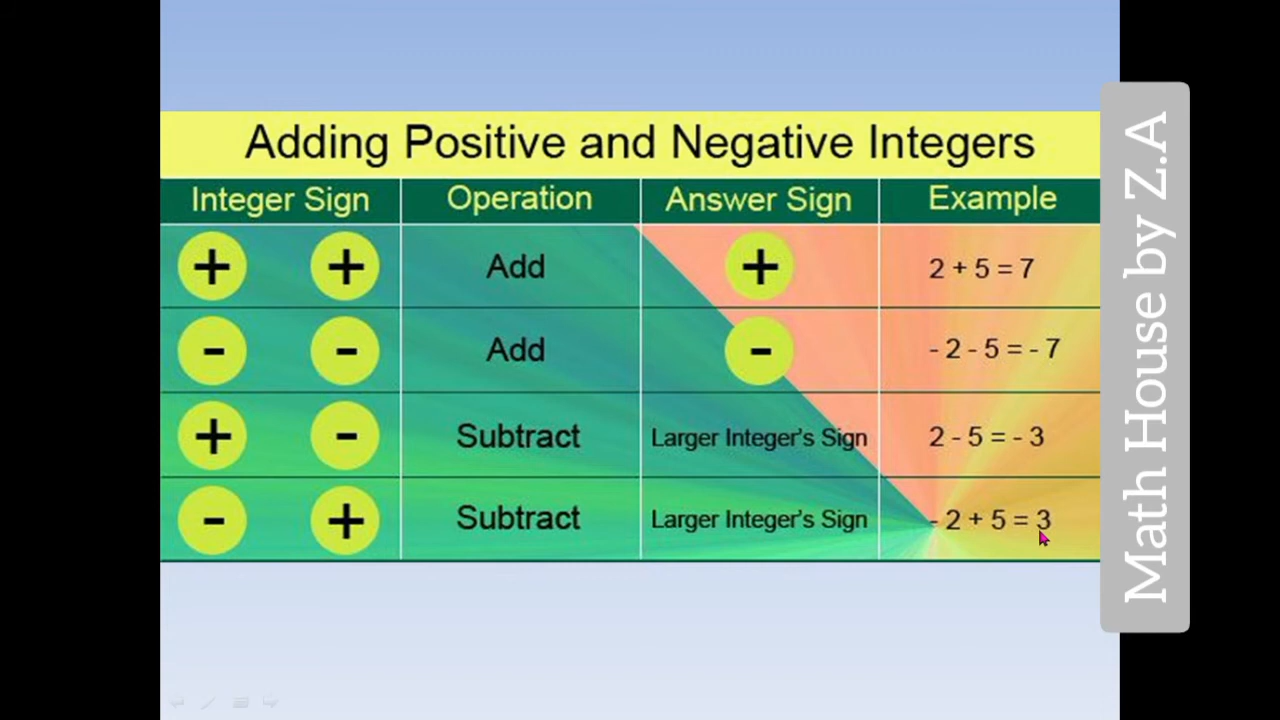 Adding Positive and Negative Integers
Integer Sign Operation Answer Sign Example
+ + Add + 2 + 5 = 7
- - Add - - 2 - 5 = - 7
+ - Subtract Larger Integer's Sign 2 - 5 = - 3
- + Subtract Larger Integer's Sign - 2 + 5 = 3
Math House by Z.A